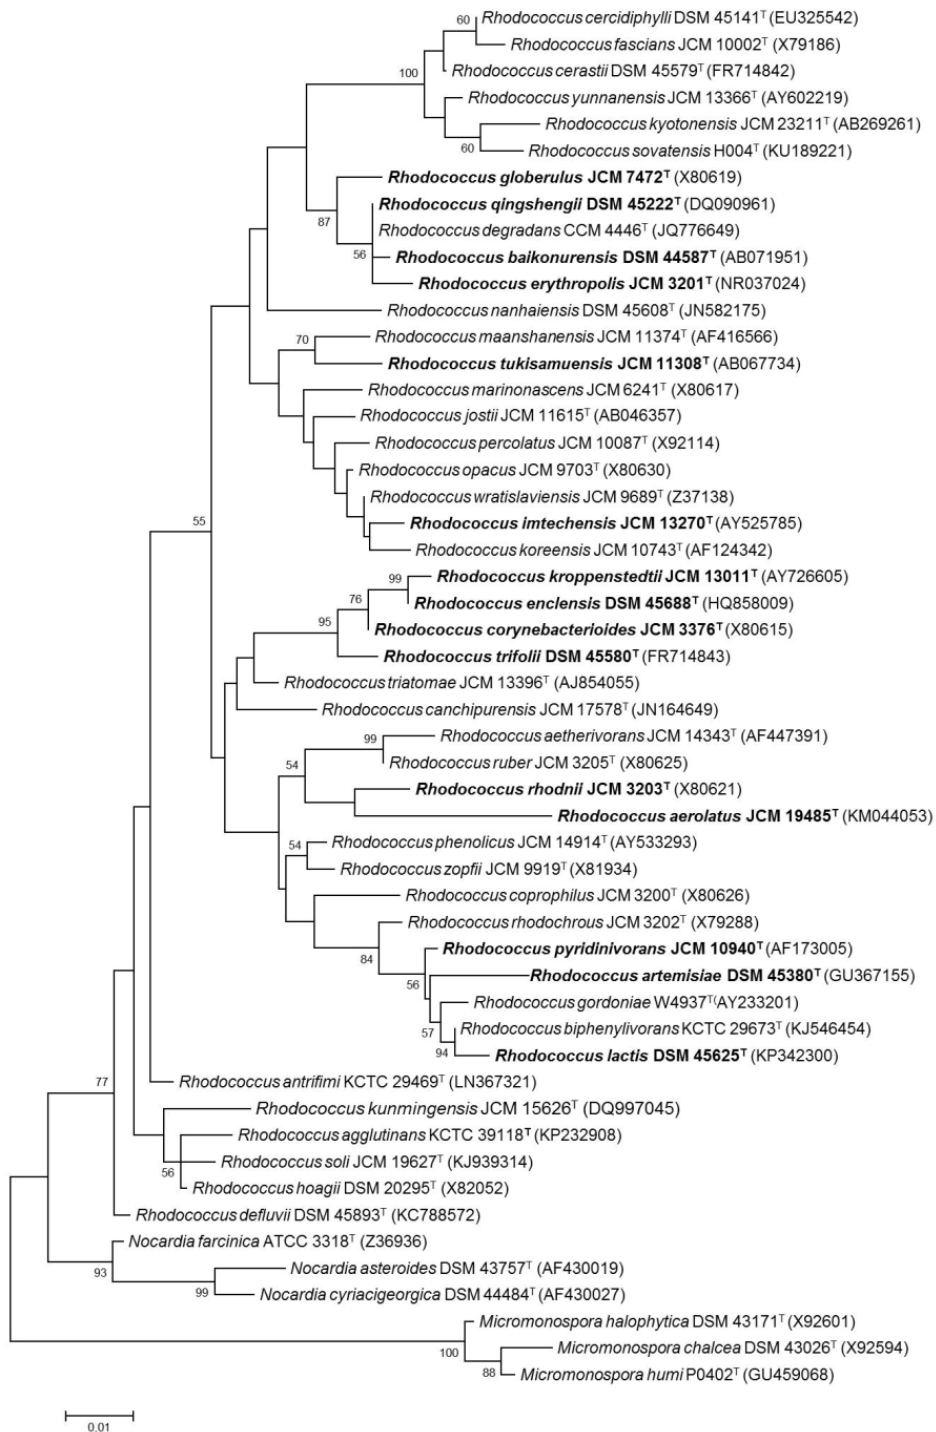 60 Rhodococcus cercidiphylli DSM 45141ᵀ (EU325542)
Rhodococcus fascians JCM 10002ᵀ (X79186)
100 Rhodococcus cerastii DSM 45579ᵀ (FR714842)
Rhodococcus yunnanensis JCM 13366ᵀ (AY602219)
Rhodococcus kyotonensis JCM 23211ᵀ (AB269261)
60 Rhodococcus sovatensis H004ᵀ (KU189221)
Rhodococcus globerulus JCM 7472ᵀ (X80619)
Rhodococcus qingshengii DSM 45222ᵀ (DQ090961)
87
Rhodococcus degradans CCM 4446ᵀ (JQ776649)
56 Rhodococcus baikonurensis DSM 44587ᵀ (AB071951)
Rhodococcus erythropolis JCM 3201ᵀ (NR037024)
Rhodococcus nanhaiensis DSM 45608ᵀ (JN582175)
70 Rhodococcus maanshanensis JCM 11374ᵀ (AF416566)
Rhodococcus tukisamuensis JCM 11308ᵀ (AB067734)
Rhodococcus marinonascens JCM 6241ᵀ (X80617)
Rhodococcus jostii JCM 11615ᵀ (AB046357)
Rhodococcus percolatus JCM 10087ᵀ (X92114)
Rhodococcus opacus JCM 9703ᵀ (X80630)
Rhodococcus wratislaviensis JCM 9689ᵀ (Z37138)
55 Rhodococcus imtechensis JCM 13270ᵀ (AY525785)
Rhodococcus koreensis JCM 10743ᵀ (AF124342)
99 Rhodococcus kroppenstedtii JCM 13011ᵀ (AY726605)
76 Rhodococcus enclensis DSM 45688ᵀ (HQ858009)
95 Rhodococcus corynebacterioides JCM 3376ᵀ (X80615)
Rhodococcus trifolii DSM 45580ᵀ (FR714843)
Rhodococcus triatomae JCM 13396ᵀ (AJ854055)
Rhodococcus canchipurensis JCM 17578ᵀ (JN164649)
99 Rhodococcus aetherivorans JCM 14343ᵀ (AF447391)
54 Rhodococcus ruber JCM 3205ᵀ (X80625)
Rhodococcus rhodnii JCM 3203ᵀ (X80621)
Rhodococcus aerolatus JCM 19485ᵀ (KM044053)
54 Rhodococcus phenolicus JCM 14914ᵀ (AY533293)
Rhodococcus zopfii JCM 9919ᵀ (X81934)
Rhodococcus coprophilus JCM 3200ᵀ (X80626)
Rhodococcus rhodochrous JCM 3202ᵀ (X79288)
84 Rhodococcus pyridinivorans JCM 10940ᵀ (AF173005)
56 Rhodococcus artemisiae DSM 45380ᵀ (GU367155)
Rhodococcus gordoniae W4937ᵀ⁽AY233201)
57 Rhodococcus biphenylivorans KCTC 29673ᵀ (KJ546454)
94 Rhodococcus lactis DSM 45625ᵀ (KP342300)
77 Rhodococcus antrifimi KCTC 29469ᵀ (LN367321)
Rhodococcus kunmingensis JCM 15626ᵀ (DQ997045)
Rhodococcus agglutinans KCTC 39118ᵀ (KP232908)
56 Rhodococcus soli JCM 19627ᵀ (KJ939314)
Rhodococcus hoagii DSM 20295ᵀ (X82052)
Rhodococcus defluvii DSM 45893ᵀ (KC788572)
Nocardia farcinica ATCC 3318ᵀ (Z36936)
93 Nocardia asteroides DSM 43757ᵀ (AF430019)
99 Nocardia cyriacigeorgica DSM 44484ᵀ (AF430027)
Micromonospora halophytica DSM 43171ᵀ (X92601)
100 Micromonospora chalcea DSM 43026ᵀ (X92594)
88 Micromonospora humi P0402ᵀ (GU459068)
0.01